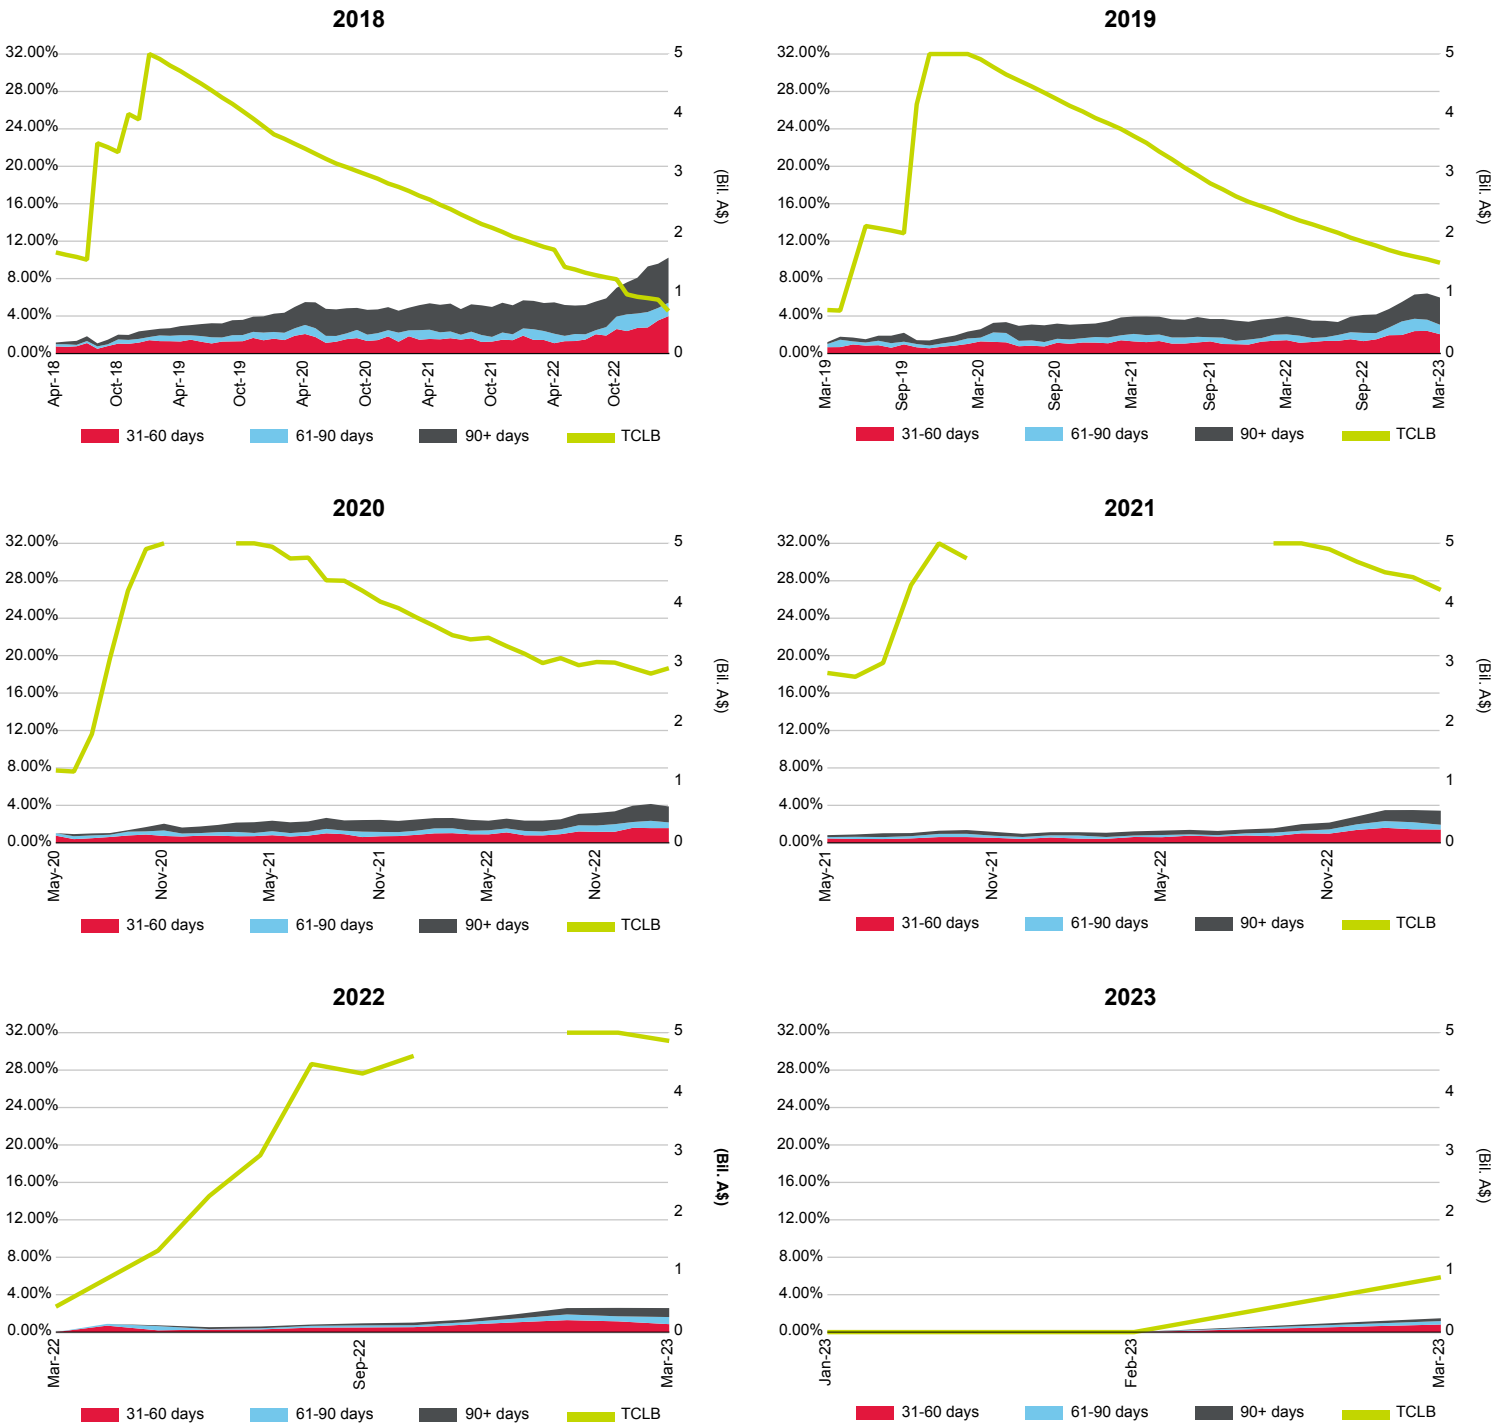 2018
32.00%
28.00%
24.00%
20.00%
16.00%
12.00%
8.00%
4.00%
0.00%
5
4
3
2
1
0
(Bil. A$)
Apr-18
Oct-18
Apr-19
Oct-19
Apr-20
Oct-20
Apr-21
Oct-21
Apr-22
Oct-22
31-60 days 61-90 days 90+ days TCLB
2019
32.00%
28.00%
24.00%
20.00%
16.00%
12.00%
8.00%
4.00%
0.00%
5
4
3
2
1
0
(Bil. A$)
Mar-19
Sep-19
Mar-20
Sep-20
Mar-21
Sep-21
Mar-22
Sep-22
Mar-23
31-60 days 61-90 days 90+ days TCLB
2020
32.00%
28.00%
24.00%
20.00%
16.00%
12.00%
8.00%
4.00%
0.00%
5
4
3
2
1
0
(Bil. A$)
May-20
Nov-20
May-21
Nov-21
May-22
Nov-22
31-60 days 61-90 days 90+ days TCLB
2021
32.00%
28.00%
24.00%
20.00%
16.00%
12.00%
8.00%
4.00%
0.00%
5
4
3
2
1
0
(Bil. A$)
May-21
Nov-21
May-22
Nov-22
31-60 days 61-90 days 90+ days TCLB
2022
32.00%
28.00%
24.00%
20.00%
16.00%
12.00%
8.00%
4.00%
0.00%
5
4
3
2
1
0
(Bil. A$)
Mar-22
Sep-22
Mar-23
31-60 days 61-90 days 90+ days TCLB
2023
32.00%
28.00%
24.00%
20.00%
16.00%
12.00%
8.00%
4.00%
0.00%
5
4
3
2
1
0
(Bil. A$)
Jan-23
Feb-23
Mar-23
31-60 days 61-90 days 90+ days TCLB